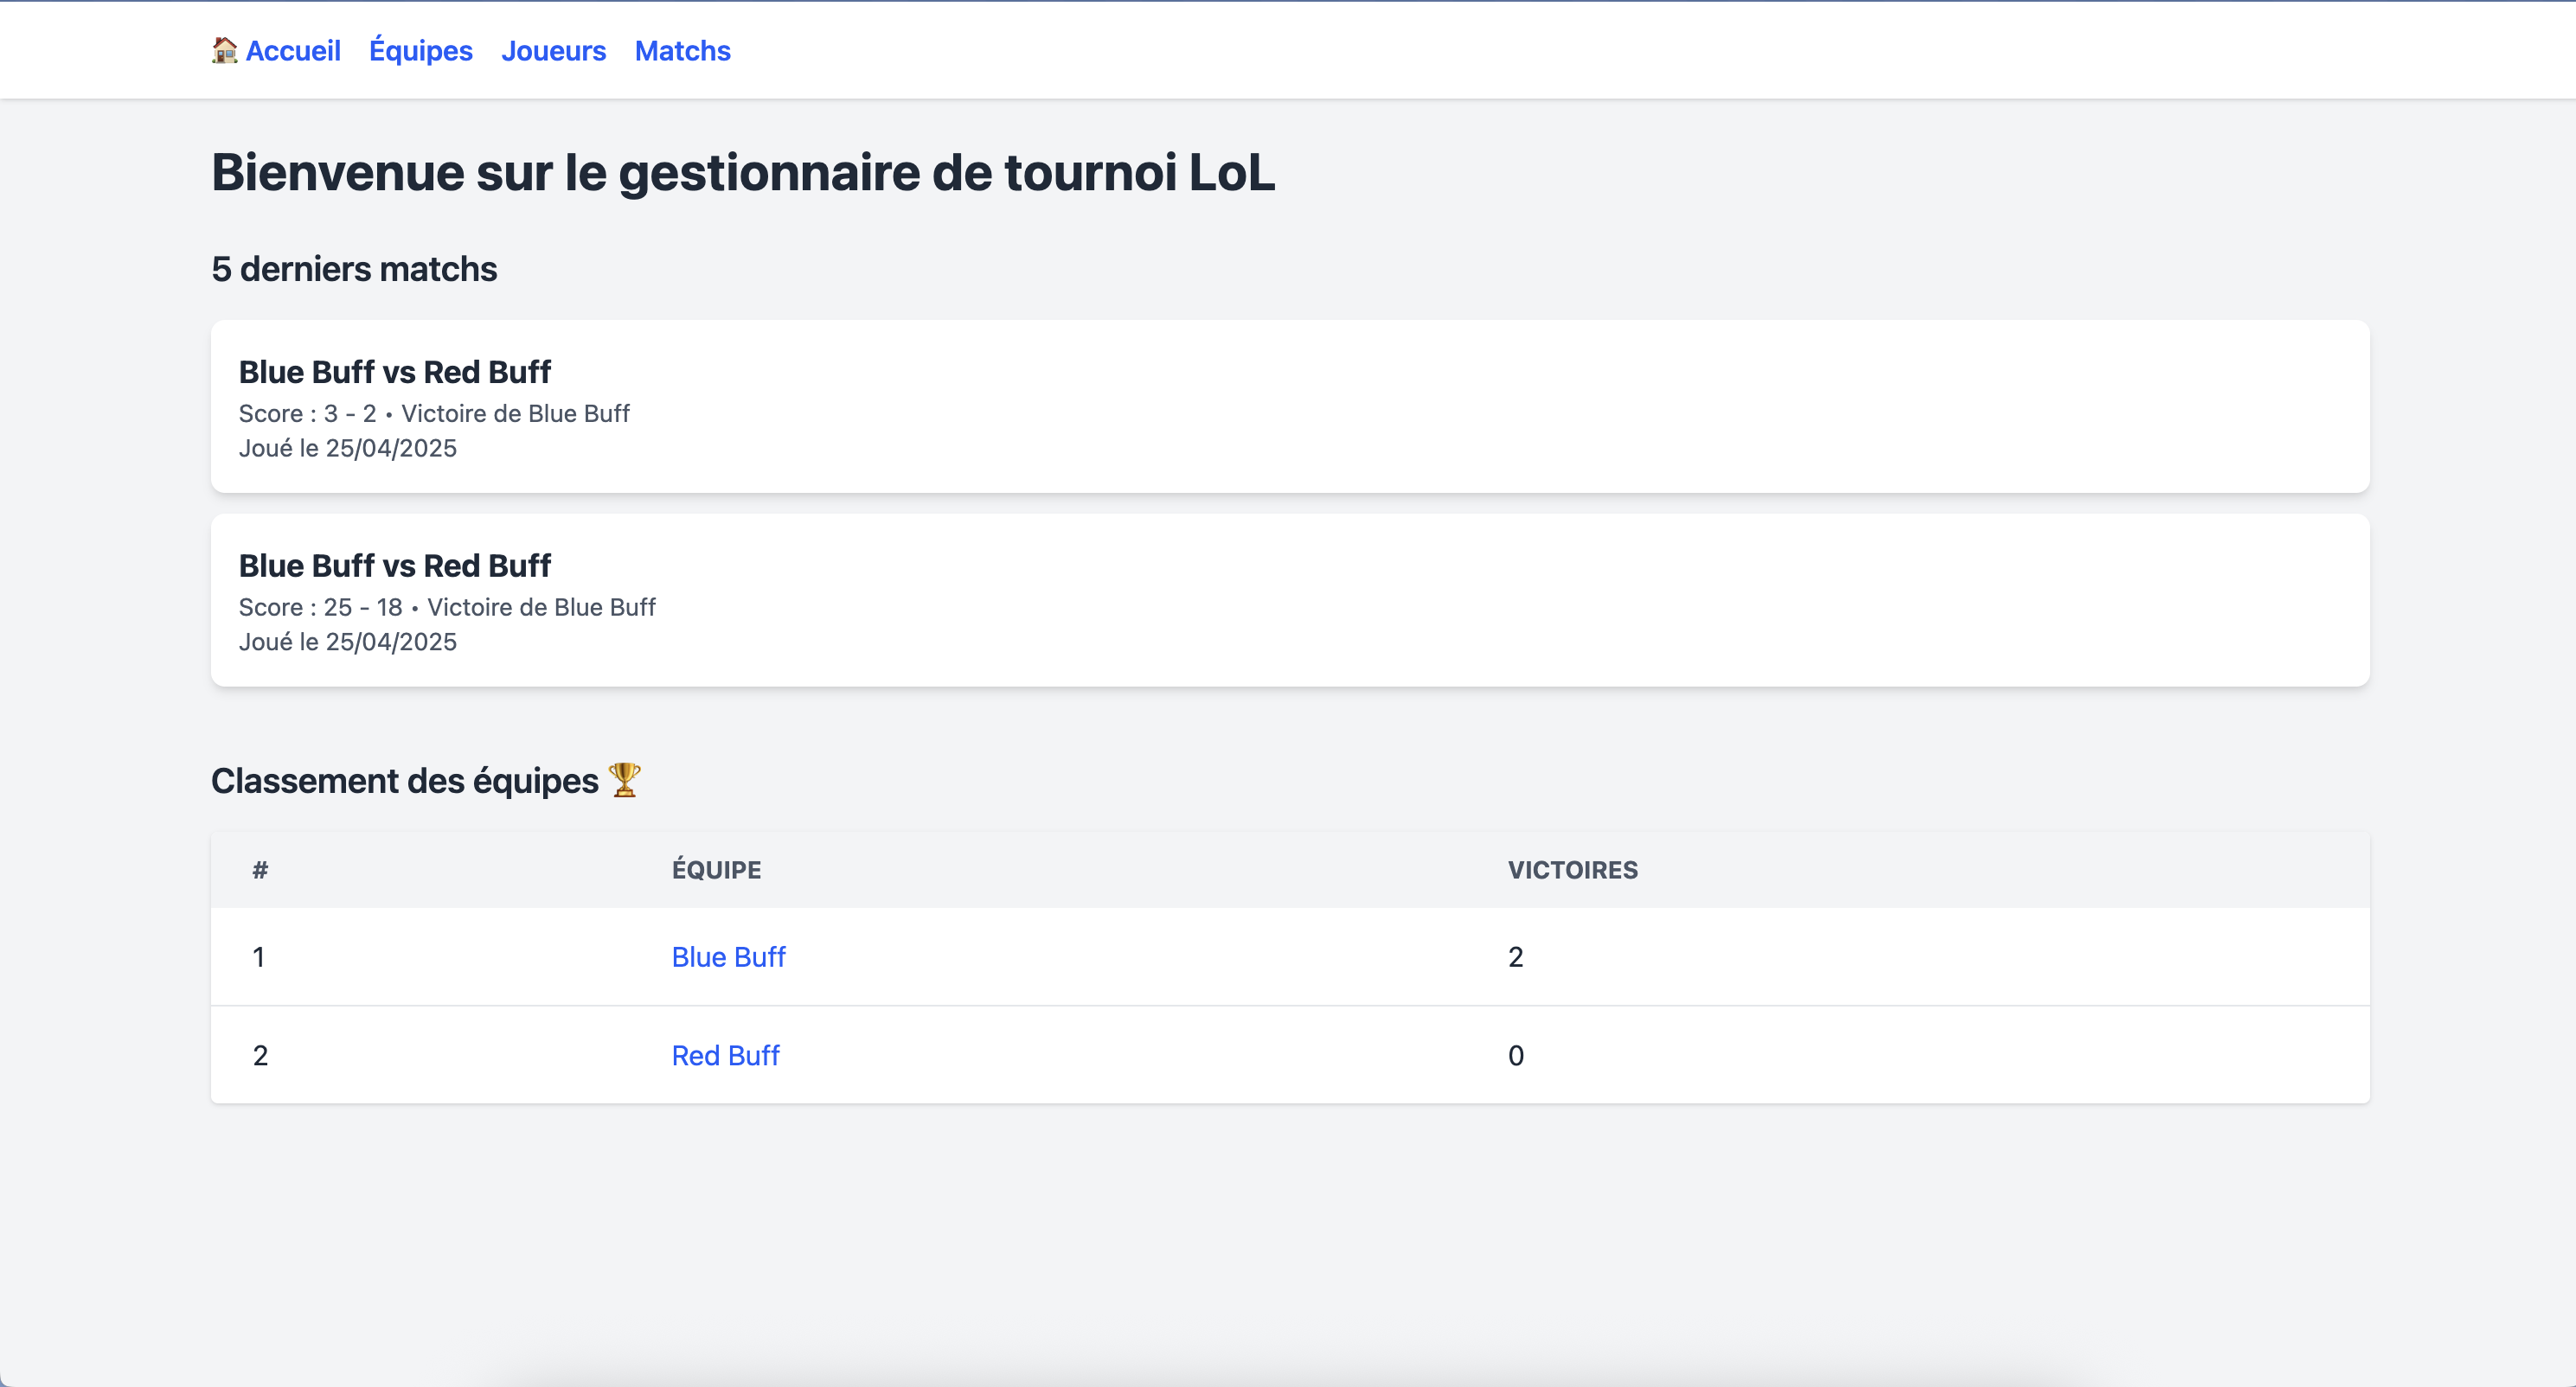 🏠 Accueil Équipes Joueurs Matchs
Bienvenue sur le gestionnaire de tournoi LoL
5 derniers matchs
Blue Buff vs Red Buff
Score : 3 - 2 • Victoire de Blue Buff
Joué le 25/04/2025
Blue Buff vs Red Buff
Score : 25 - 18 • Victoire de Blue Buff
Joué le 25/04/2025
Classement des équipes 🏆
# ÉQUIPE VICTOIRES
1 Blue Buff 2
2 Red Buff 0